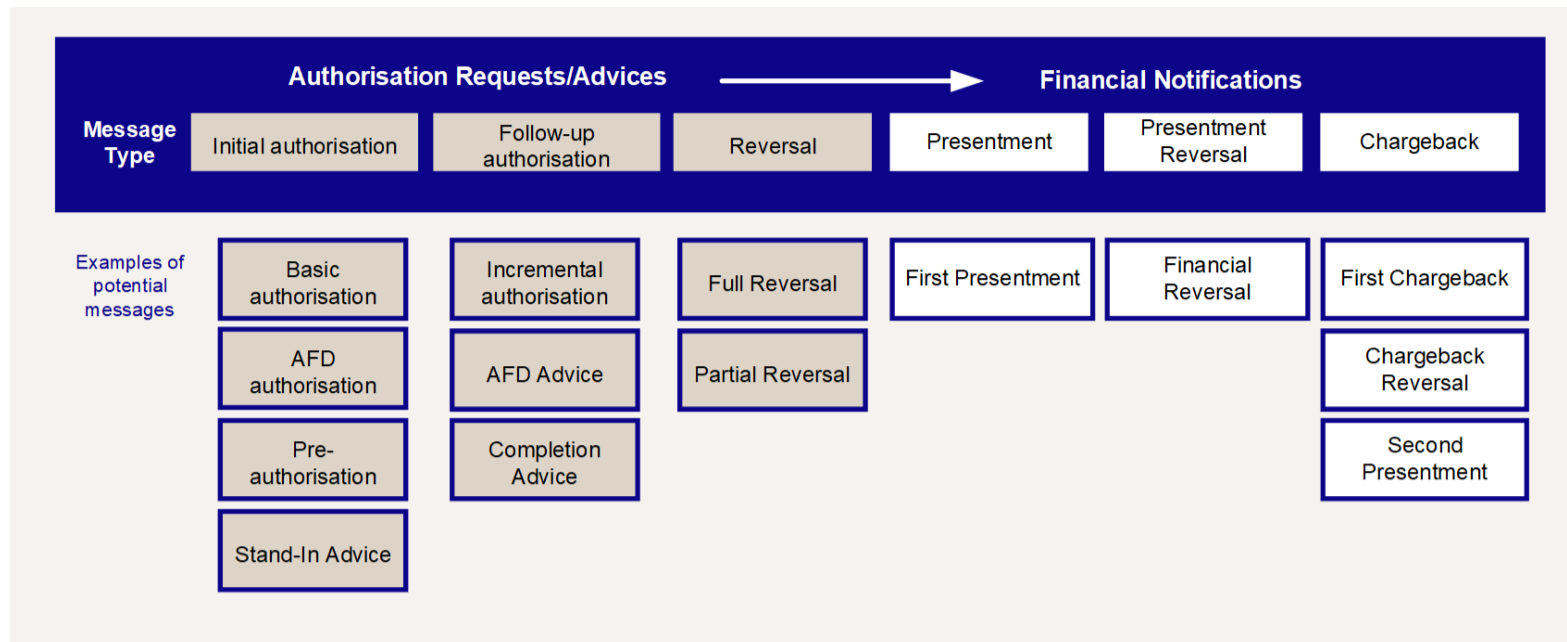 Authorisation Requests/Advices
Financial Notifications
Message
Type
Initial authorisation
Follow-up
authorisation
Reversal
Presentment
Presentment
Reversal
Chargeback
Examples of
potential
messages
Basic
authorisation
Incremental
authorisation
Full Reversal
First Presentment
Financial
Reversal
First Chargeback
AFD
authorisation
AFD Advice
Partial Reversal
Chargeback
Reversal
Pre-
authorisation
Completion
Advice
Second
Presentment
Stand-In Advice